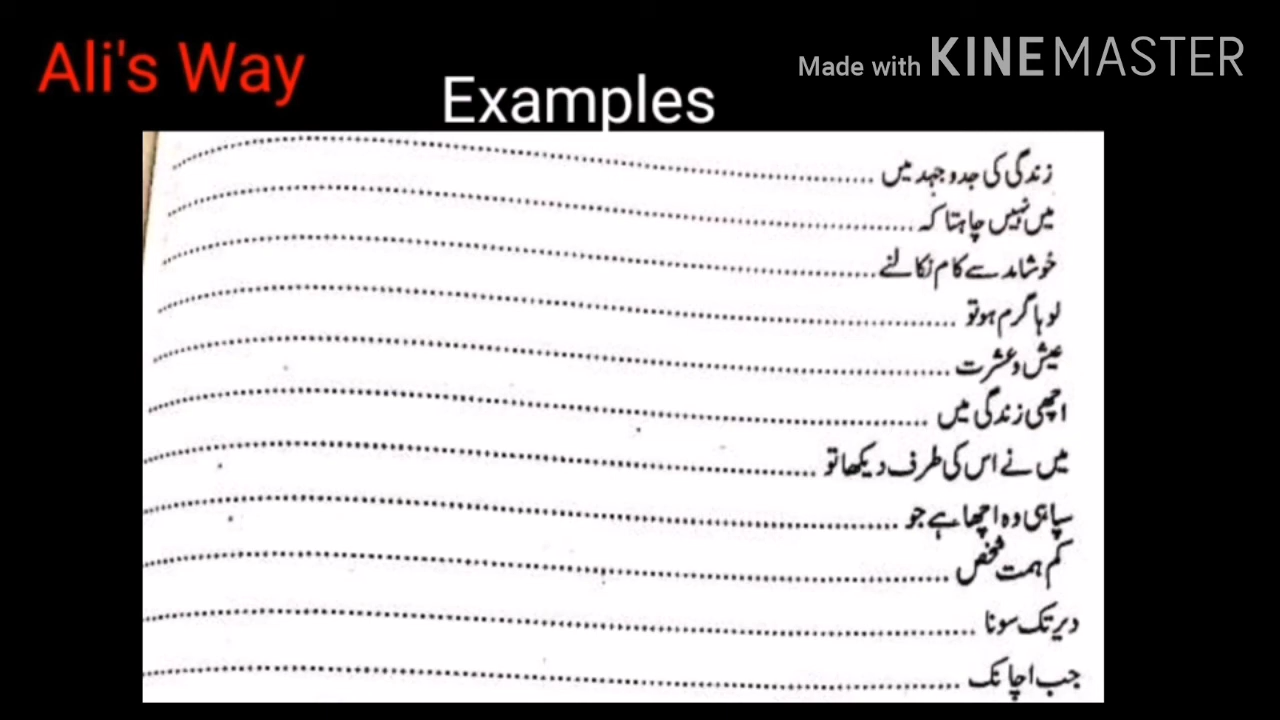 Ali's Way
Made with KINEMASTER
Examples
زندگی کی جدوجہد میں ........................
میں نہیں چاہتا کہ ........................
خوشامد سے کام نکالنے ........................
لوہا گرم ہو تو ........................
عیش و عشرت ........................
اچھی زندگی میں ........................
میں نے اس کی طرف دیکھا تو ........................
سپاہی وہ اچھا ہے جو ........................
کم ہمت شخص ........................
دیر تک سونا ........................
جب اچانک ........................